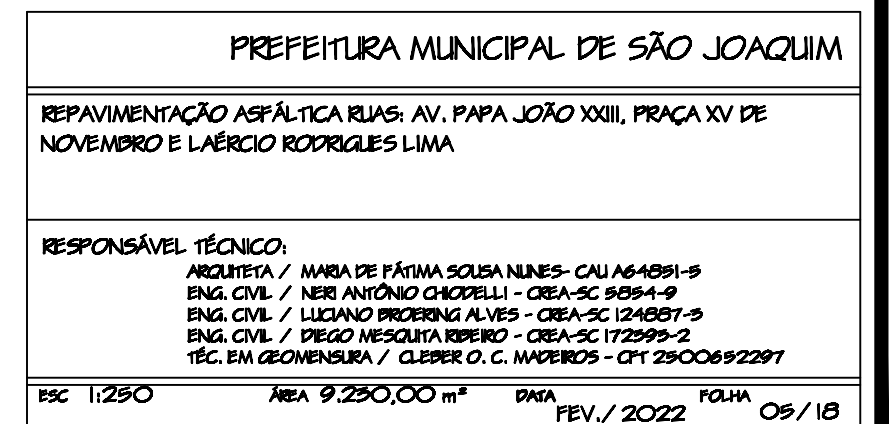 PREFEITURA MUNICIPAL DE SÃO JOAQUIM
REPAVIMENTAÇÃO ASFÁLTICA RUAS: AV. PAPA JOÃO XXIII, PRAÇA XV DE
NOVEMBRO E LAÉRCIO RODRIGUES LIMA
RESPONSÁVEL TÉCNICO:
ARQUITETA / MARIA DE FÁTIMA SOUSA NUNES- CAU A64851-5
ENG. CIVIL / NERI ANTÔNIO CHIODELLI - CREA-SC 5854-9
ENG. CIVIL / LUCIANO BROERING ALVES - CREA-SC 124887-3
ENG. CIVIL / DIEGO MESQUITA RIBEIRO - CREA-SC 172393-2
TÉC. EM GEOMENSURA / CLEBER O. C. MADEIROS - CFT 2500652297
ESC 1:250 ÁREA 9.230,00 m² DATA FEV./ 2022 FOLHA 05/18